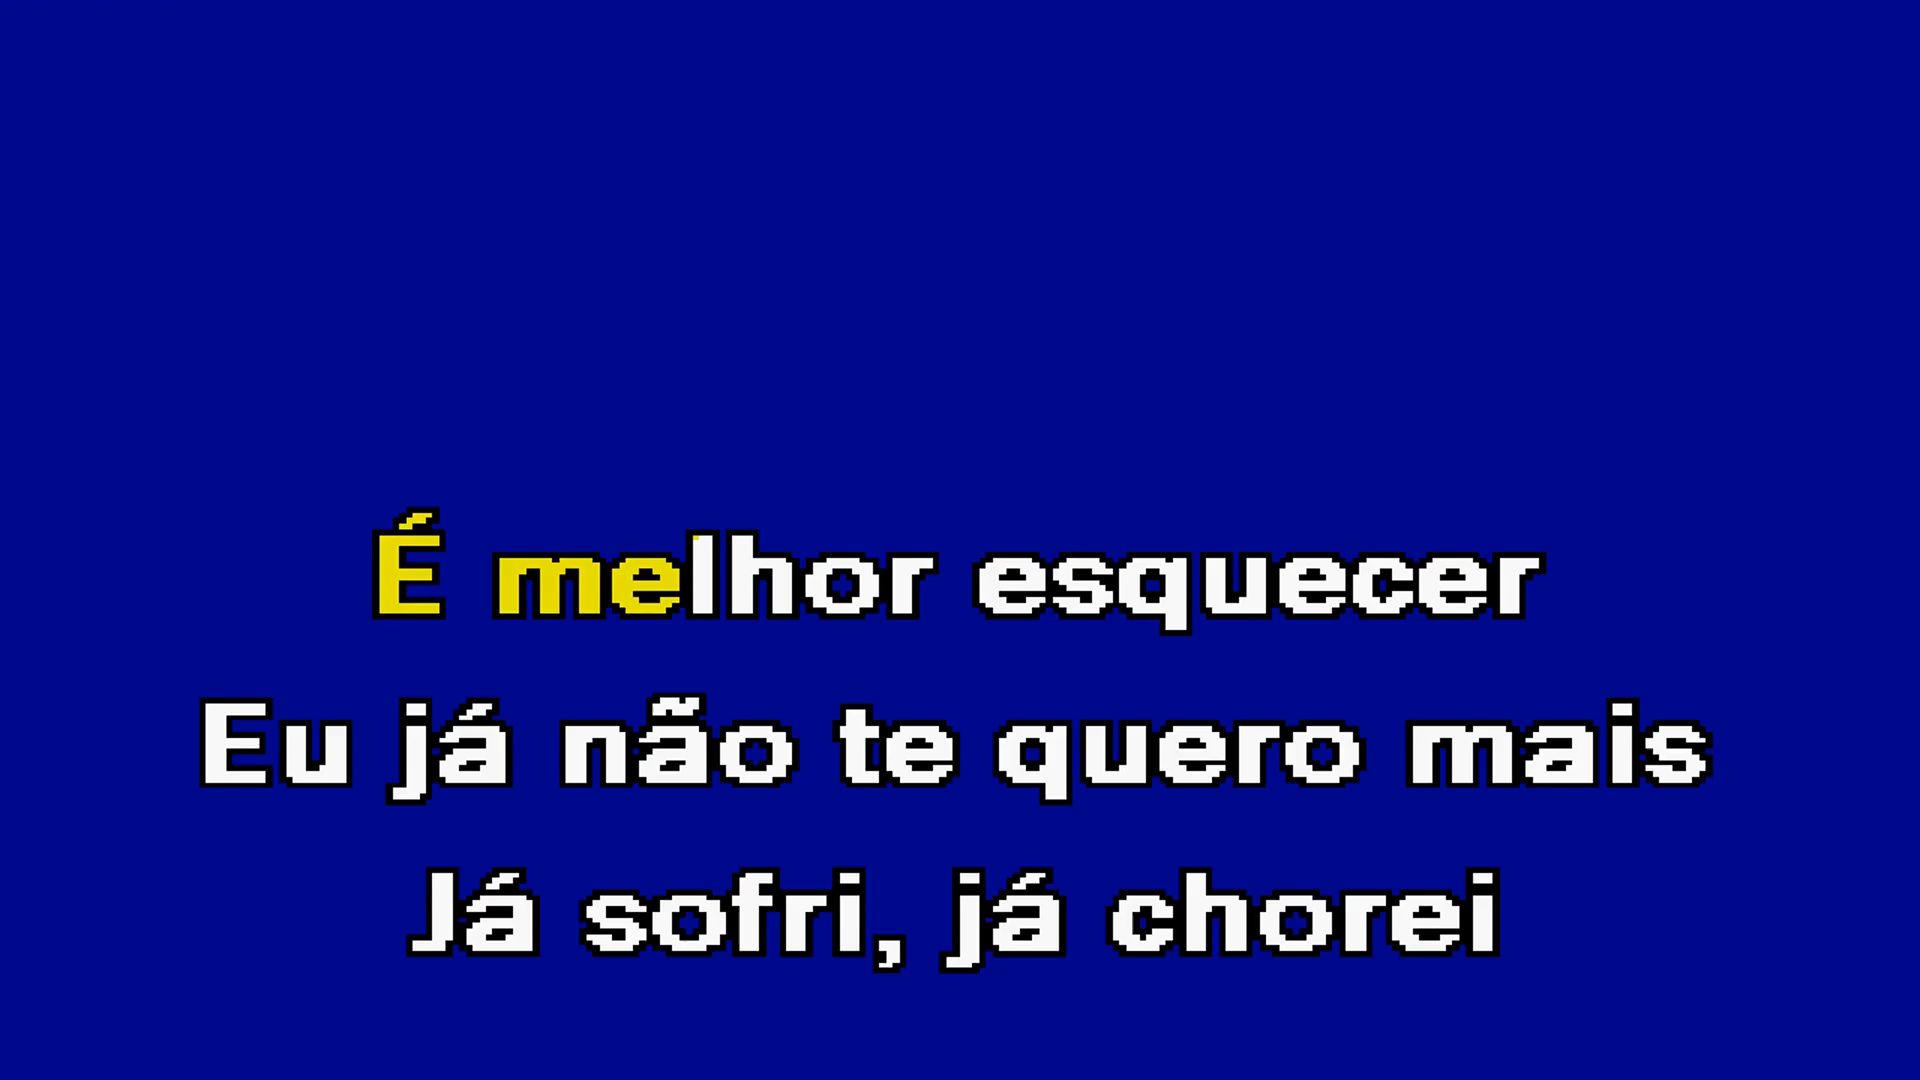 É melhor esquecer
Eu já não te quero mais
Já sofri, já chorei